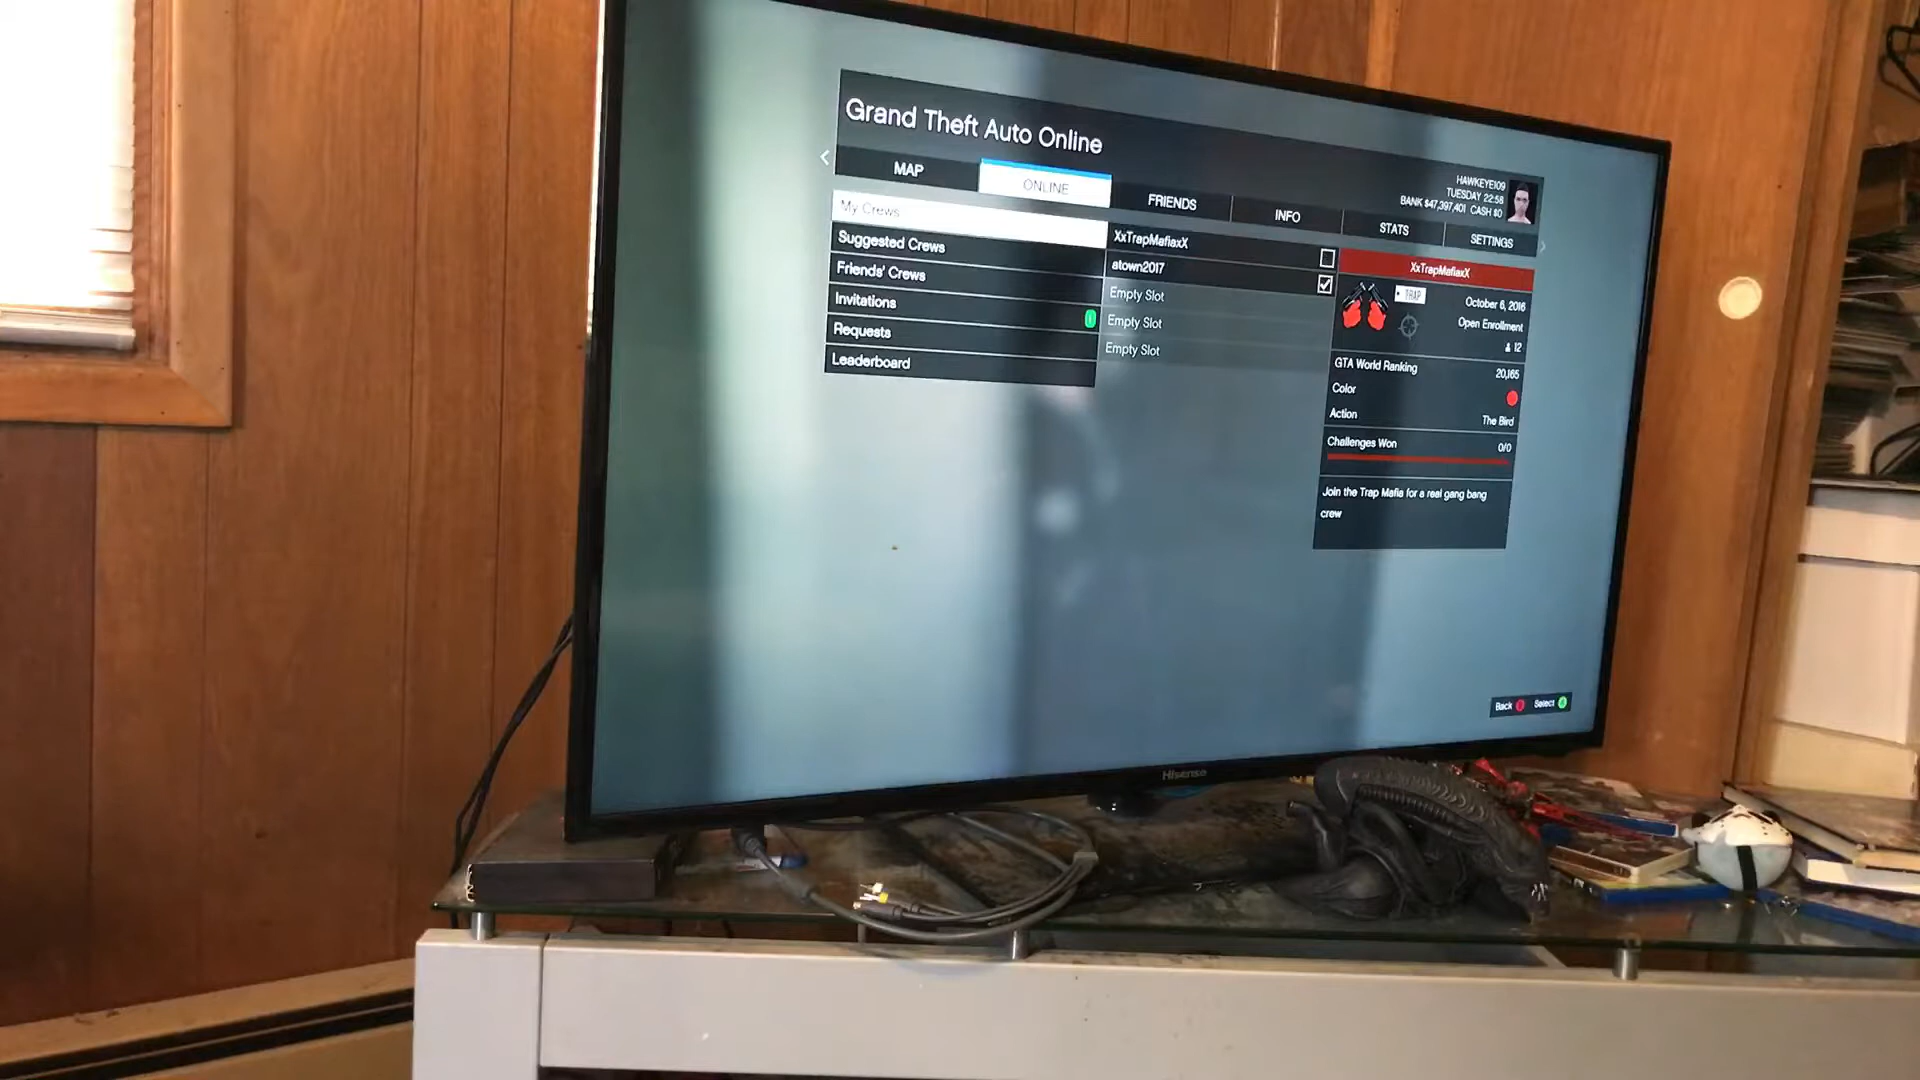 Grand Theft Auto Online
HAWKEYE109
TUESDAY 22:58
BANK $47,397,401 CASH $0
MAP
ONLINE
FRIENDS
INFO
STATS
SETTINGS
My Crews
Suggested Crews
Friends' Crews
Invitations
Requests
Leaderboard
XxTrapMafiaxX
atown2017
Empty Slot
Empty Slot
Empty Slot
XxTrapMafiaxX
TRAP
October 6, 2016
Open Enrollment
12
GTA World Ranking 20,165
Color
Action The Bird
Challenges Won 0/0
Join the Trap Mafia for a real gang bang
crew
Back B Select A
Hisense